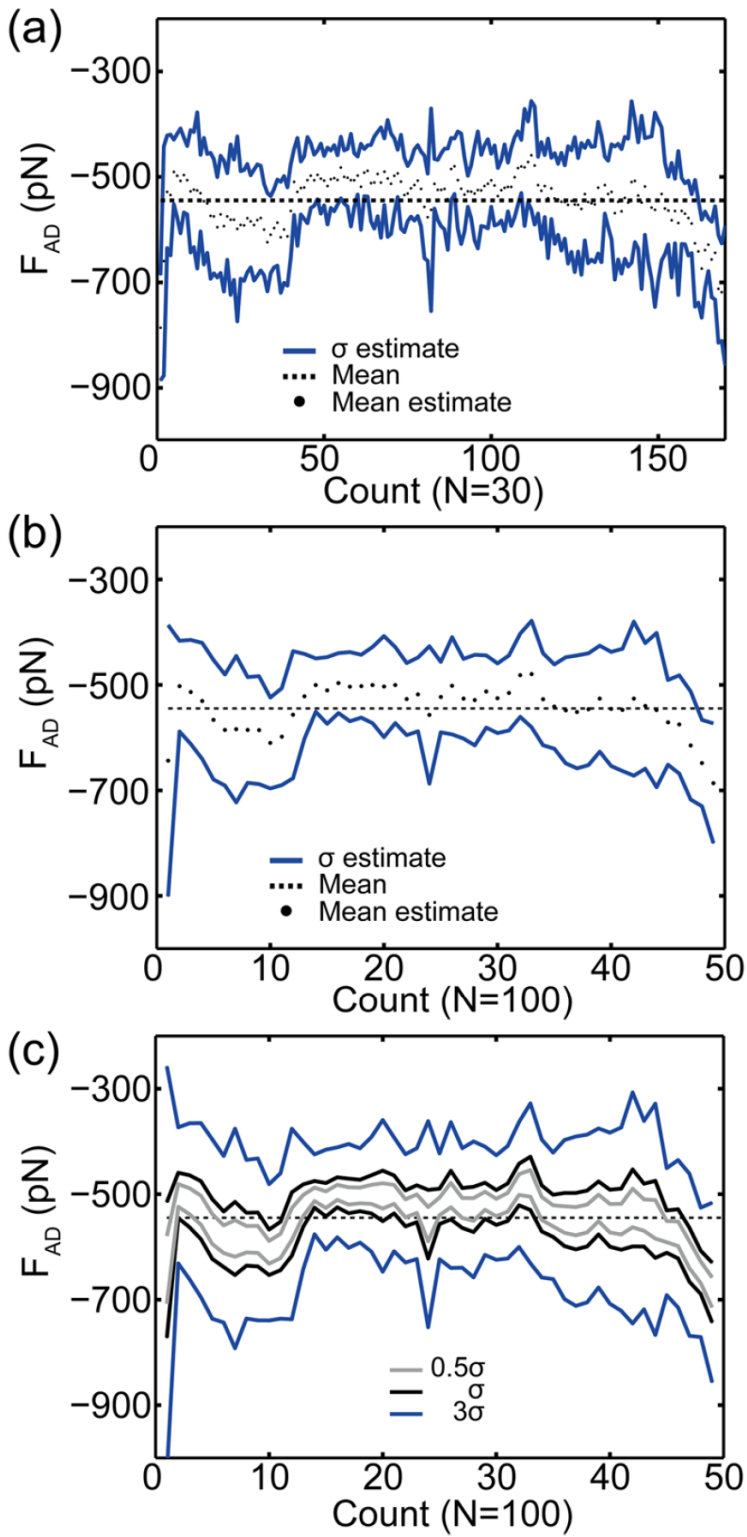 (a)
−300
−500
−700
−900
F_AD (pN)
σ estimate
Mean
Mean estimate
0 50 100 150
Count (N=30)
(b)
−300
−500
−700
−900
F_AD (pN)
σ estimate
Mean
Mean estimate
0 10 20 30 40 50
Count (N=100)
(c)
−300
−500
−700
−900
F_AD (pN)
0.5σ
σ
3σ
0 10 20 30 40 50
Count (N=100)